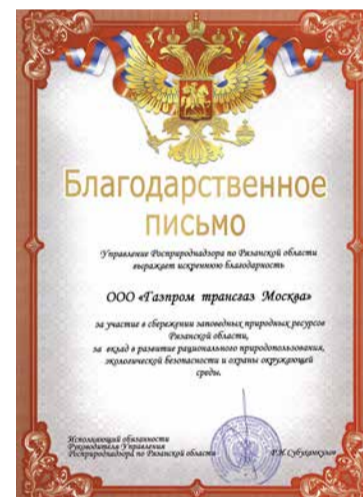 Благодарственное
письмо
Управление Росприроднадзора по Рязанской области
выражает искреннюю благодарность
ООО «Газпром трансгаз Москва»
за участие в сбережении заповедных природных ресурсов
Рязанской области,
за вклад в развитие рационального природопользования,
экологической безопасности и охраны окружающей
среды.
Исполняющий обязанности
Руководителя Управления
Росприроднадзора по Рязанской области